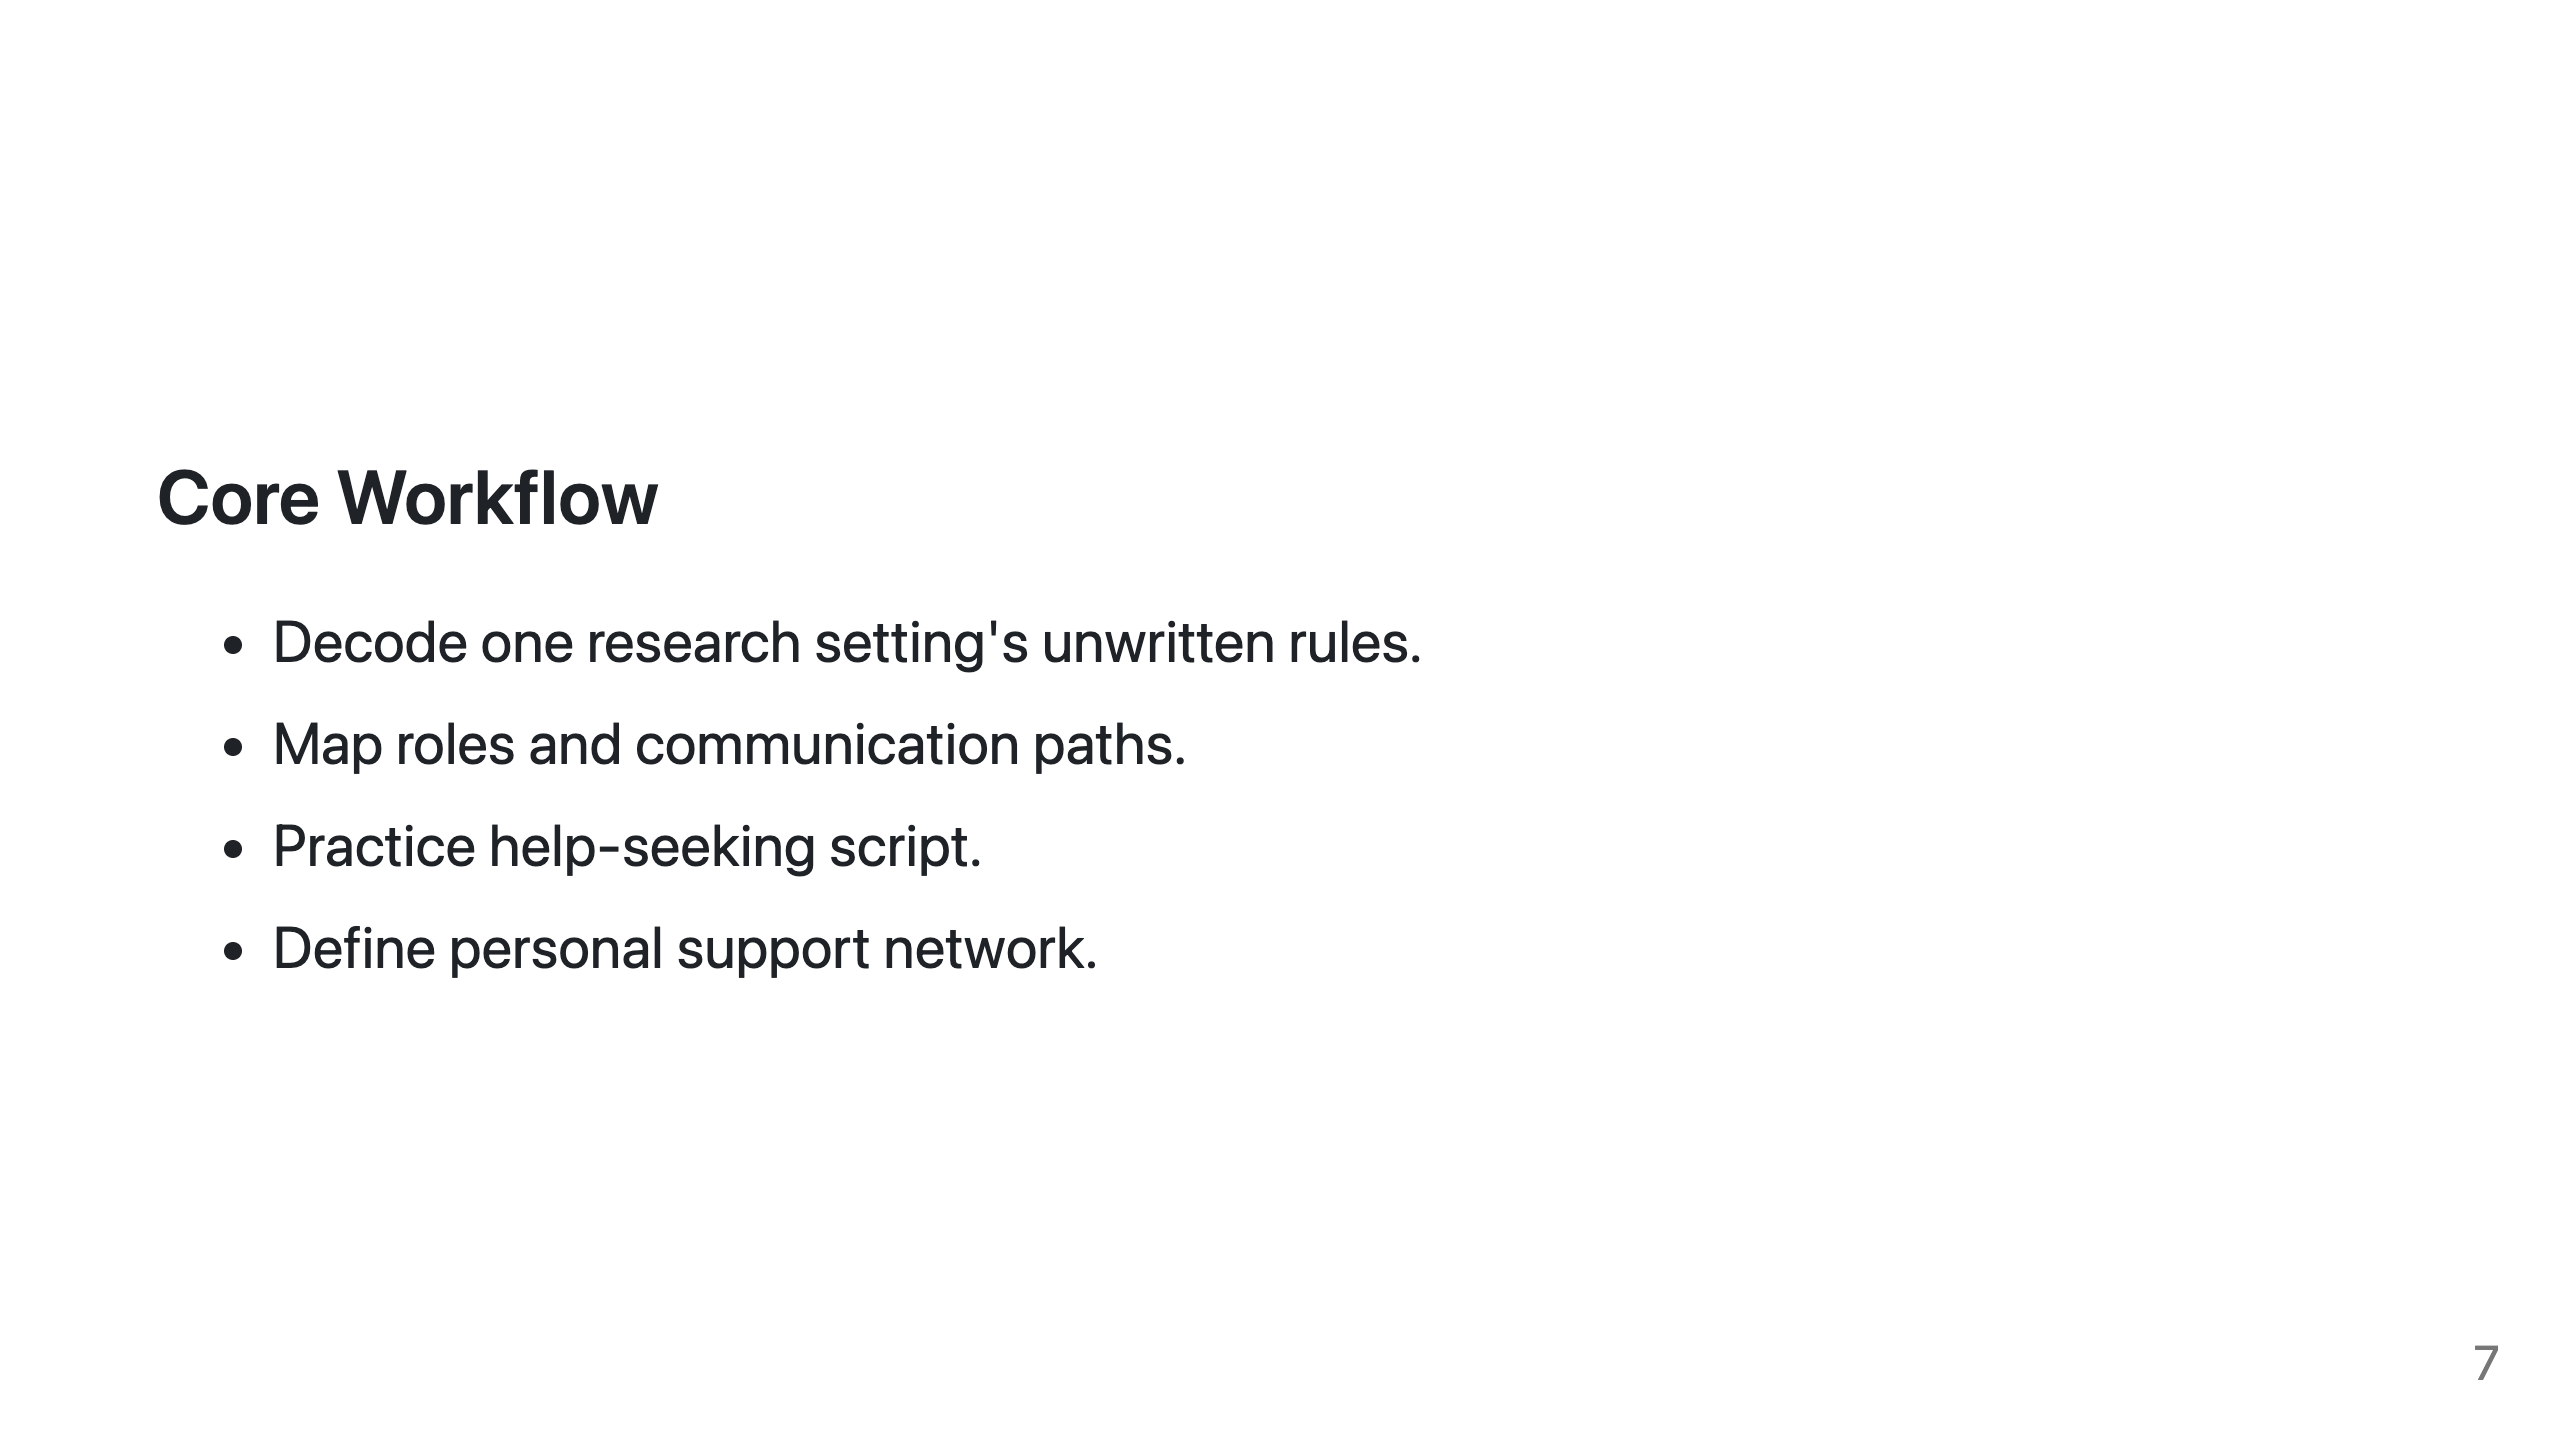 Core Workflow
• Decode one research setting's unwritten rules.
• Map roles and communication paths.
• Practice help-seeking script.
• Define personal support network.
7